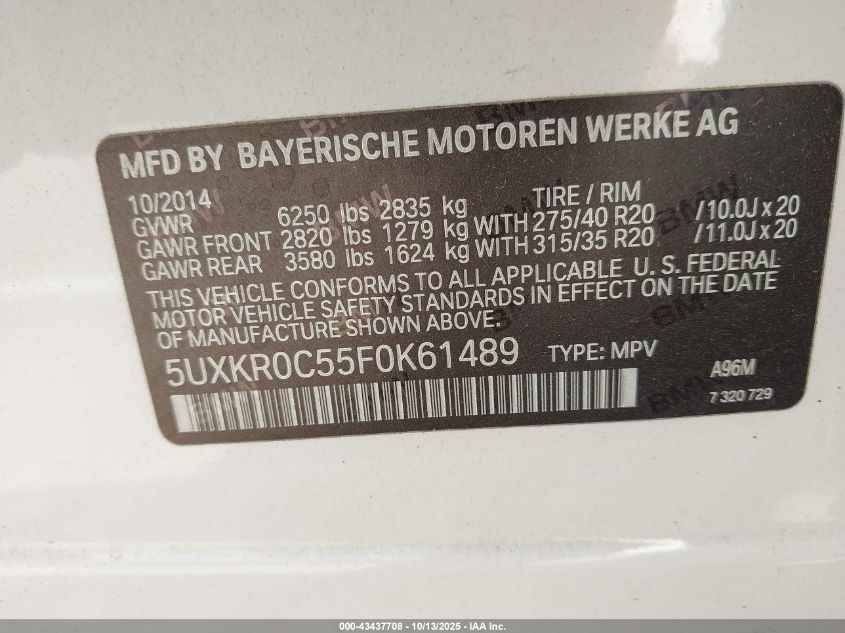 MFD BY BAYERISCHE MOTOREN WERKE AG
10/2014 TIRE / RIM
GVWR 6250 lbs 2835 kg
GAWR FRONT 2820 lbs 1279 kg WITH 275/40 R20 /10.0J x 20
GAWR REAR 3580 lbs 1624 kg WITH 315/35 R20 /11.0J x 20
THIS VEHICLE CONFORMS TO ALL APPLICABLE U. S. FEDERAL
MOTOR VEHICLE SAFETY STANDARDS IN EFFECT ON THE DATE
OF MANUFACTURE SHOWN ABOVE.
5UXKR0C55F0K61489 TYPE: MPV A96M
7 320 729
000-43437708 - 10/13/2025 - IAA Inc.